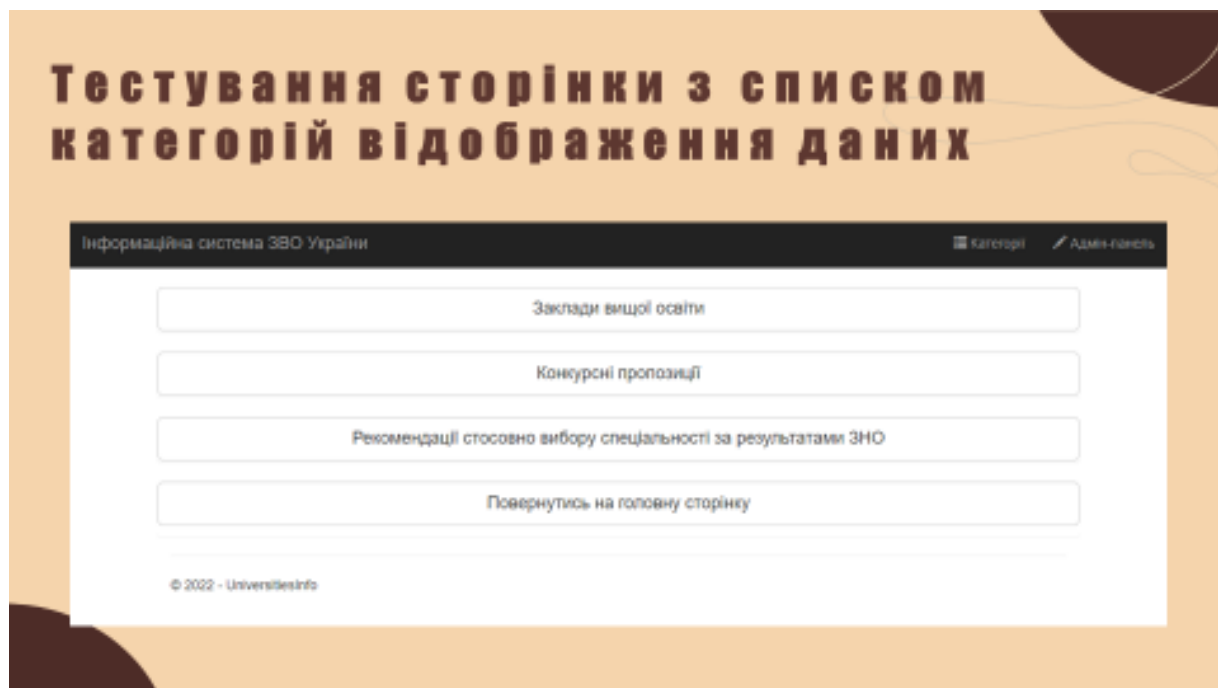 Тестування сторінки з списком
категорій відображення даних
Інформаційна система ЗВО України
Категорії
Адмін-панель
Заклади вищої освіти
Конкурсні пропозиції
Рекомендації стосовно вибору спеціальності за результатами ЗНО
Повернутись на головну сторінку
© 2022 - UniversitiesInfo